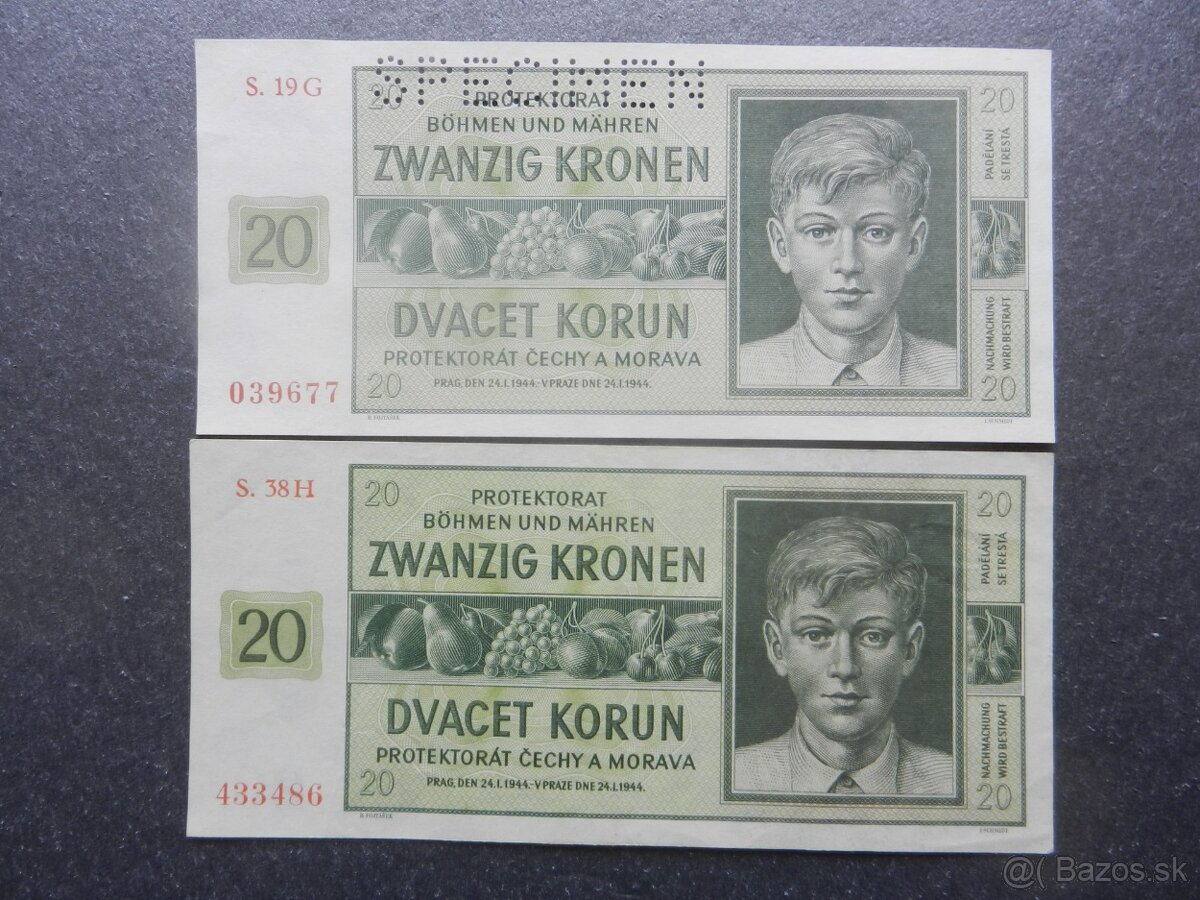 SPECIMEN
S. 19 G
20
PROTEKTORAT
BÖHMEN UND MÄHREN
ZWANZIG KRONEN
20
PADĚLÁNÍ
SE TRESTÁ
20
DVACET KORUN
PROTEKTORÁT ČECHY A MORAVA
PRAG, DEN 24.I.1944.-V PRAZE DNE 24.I.1944.
NACHMACHUNG
WIRD BESTRAFT
039677
20
20
S. 38 H
20
PROTEKTORAT
BÖHMEN UND MÄHREN
ZWANZIG KRONEN
20
PADĚLÁNÍ
SE TRESTÁ
20
DVACET KORUN
PROTEKTORÁT ČECHY A MORAVA
PRAG, DEN 24.I.1944.-V PRAZE DNE 24.I.1944.
NACHMACHUNG
WIRD BESTRAFT
433486
20
20
@( Bazos.sk